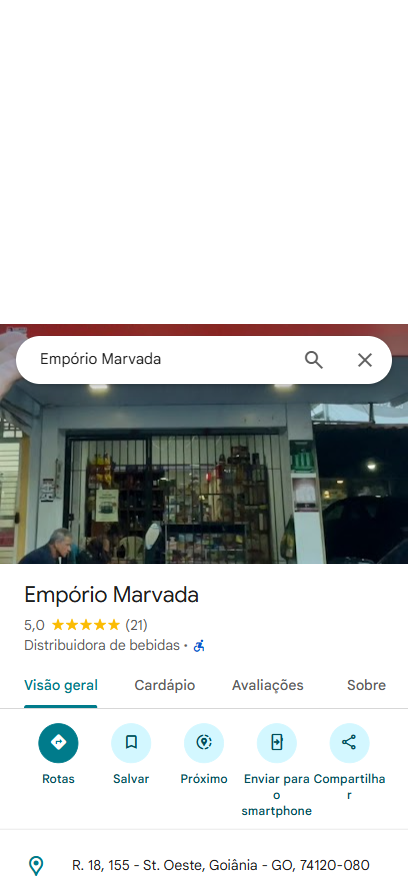 Empório Marvada
Empório Marvada
5,0 ★★★★★ (21)
Distribuidora de bebidas ·
Visão geral Cardápio Avaliações Sobre
Rotas Salvar Próximo Enviar para o smartphone Compartilhar
R. 18, 155 - St. Oeste, Goiânia - GO, 74120-080